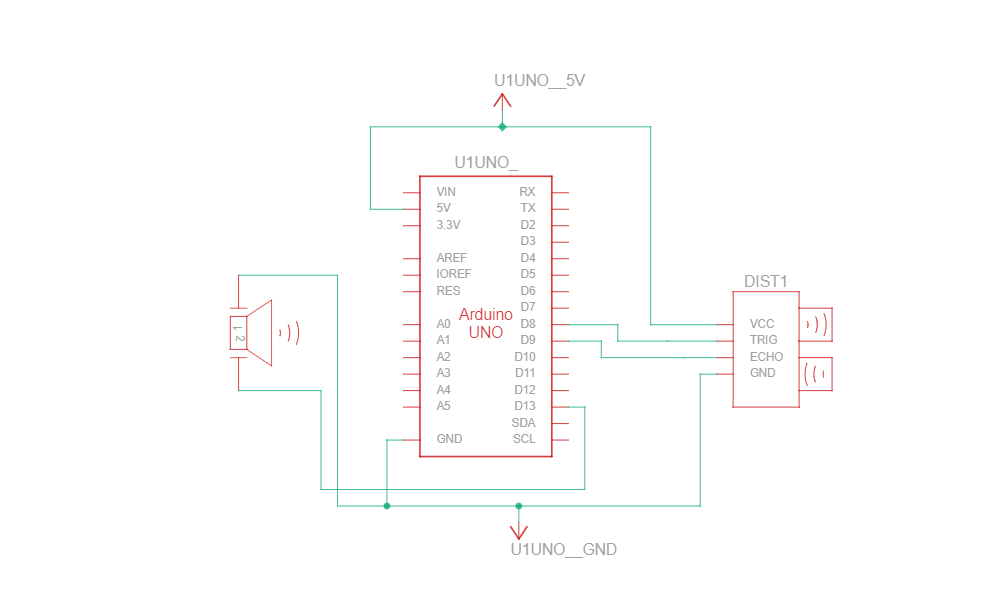 U1UNO__5V
U1UNO_
VIN RX
5V TX
3.3V D2
D3
AREF D4
IOREF D5
RES D6
D7
Arduino
UNO
A0 D8
A1 D9
A2 D10
A3 D11
A4 D12
A5 D13
SDA
GND SCL
1 2
DIST1
VCC
TRIG
ECHO
GND
U1UNO__GND